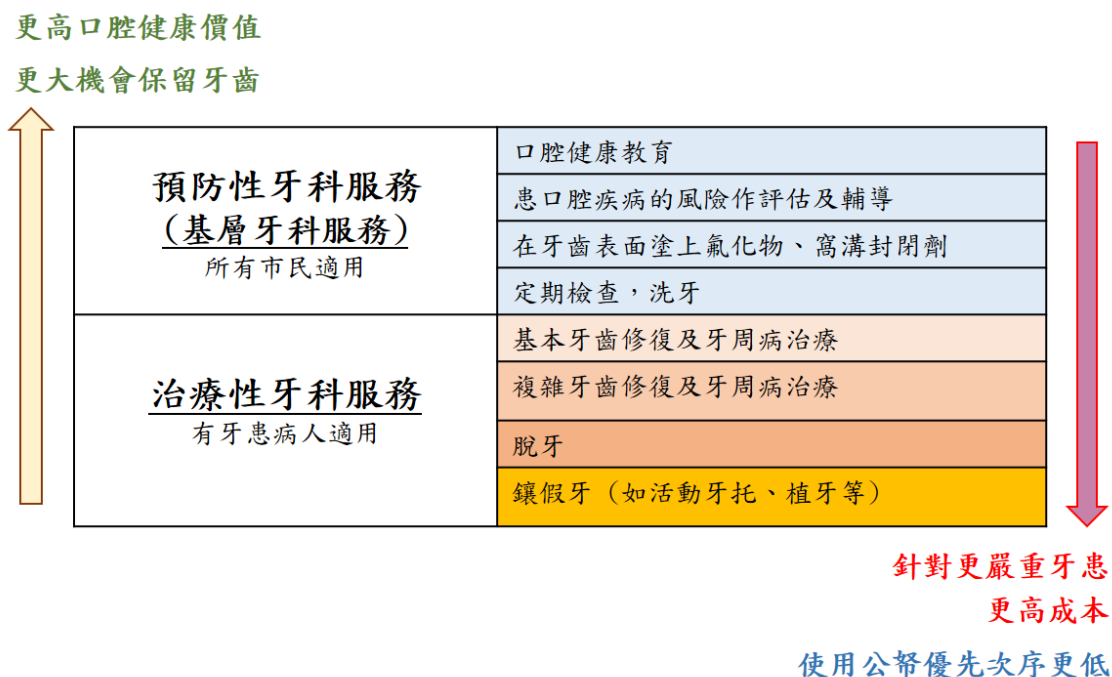 更高口腔健康價值
更大機會保留牙齒
預防性牙科服務
（基層牙科服務）
所有市民適用
口腔健康教育
患口腔疾病的風險作評估及輔導
在牙齒表面塗上氟化物、窩溝封閉劑
定期檢查，洗牙
治療性牙科服務
有牙患病人適用
基本牙齒修復及牙周病治療
複雜牙齒修復及牙周病治療
脫牙
鑲假牙（如活動牙托、植牙等）
針對更嚴重牙患
更高成本
使用公帑優先次序更低